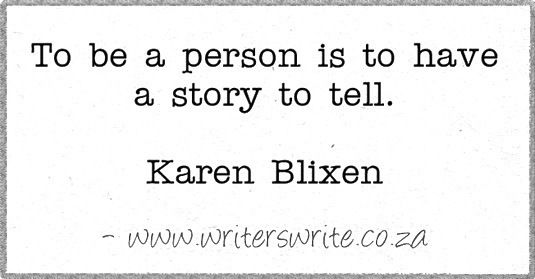 To be a person is to have
a story to tell.
Karen Blixen
- www.writerswrite.co.za